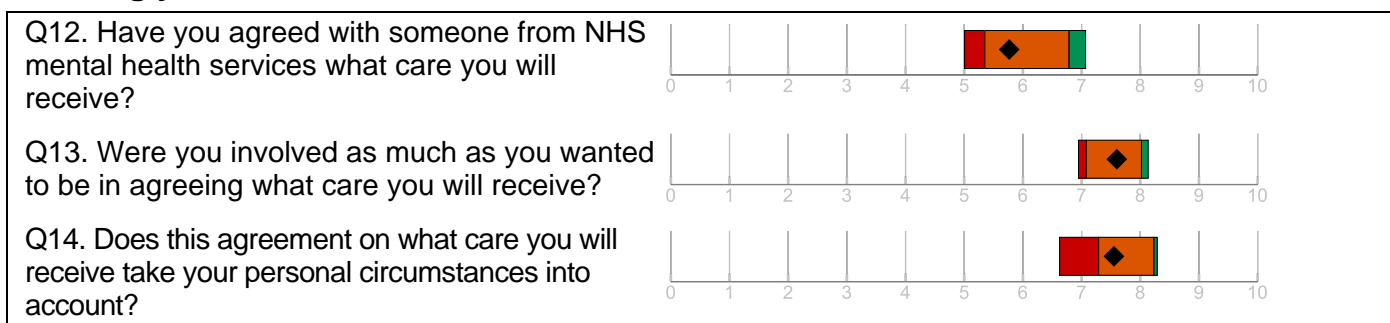 Q12. Have you agreed with someone from NHS
mental health services what care you will
receive?
0 1 2 3 4 5 6 7 8 9 10
Q13. Were you involved as much as you wanted
to be in agreeing what care you will receive?
0 1 2 3 4 5 6 7 8 9 10
Q14. Does this agreement on what care you will
receive take your personal circumstances into
account?
0 1 2 3 4 5 6 7 8 9 10